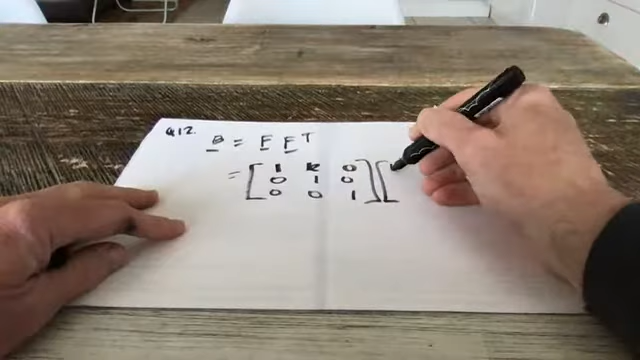 Q12. B = F F T
= [ 1 k 0 ] [
0 1 0
0 0 1